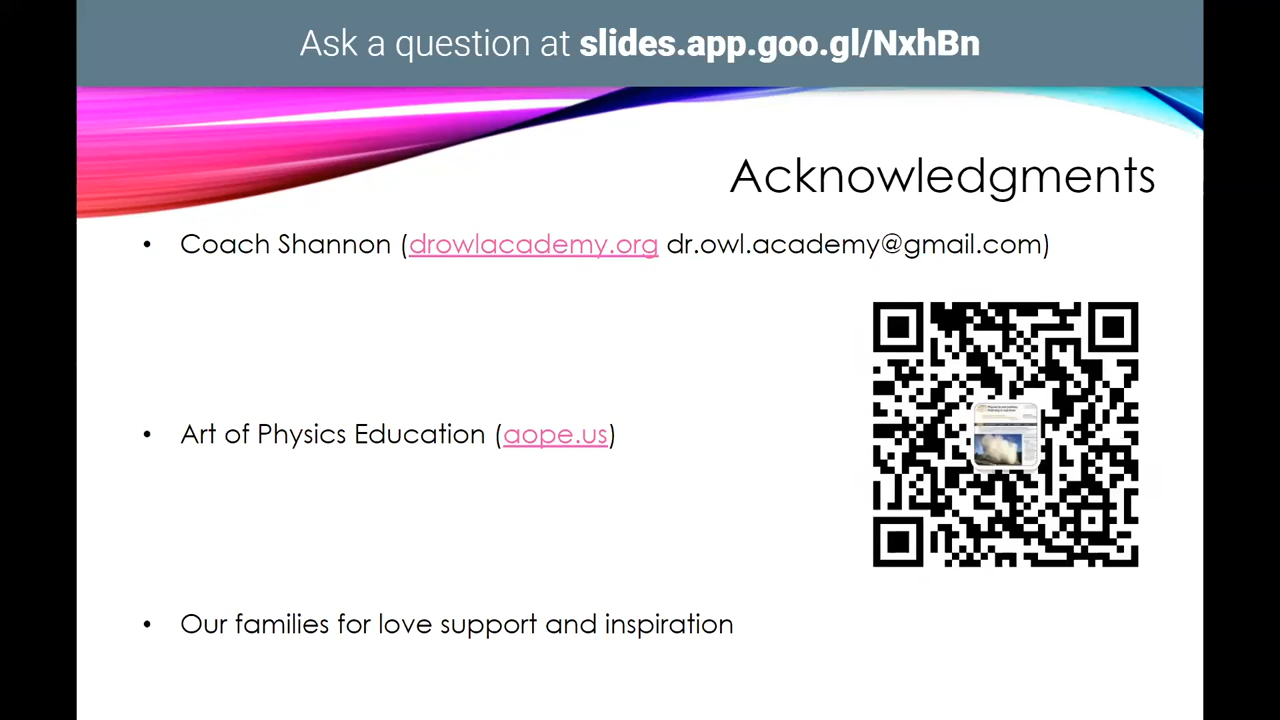 Ask a question at slides.app.goo.gl/NxhBn
Acknowledgments
• Coach Shannon (drowlacademy.org dr.owl.academy@gmail.com)
• Art of Physics Education (aope.us)
• Our families for love support and inspiration